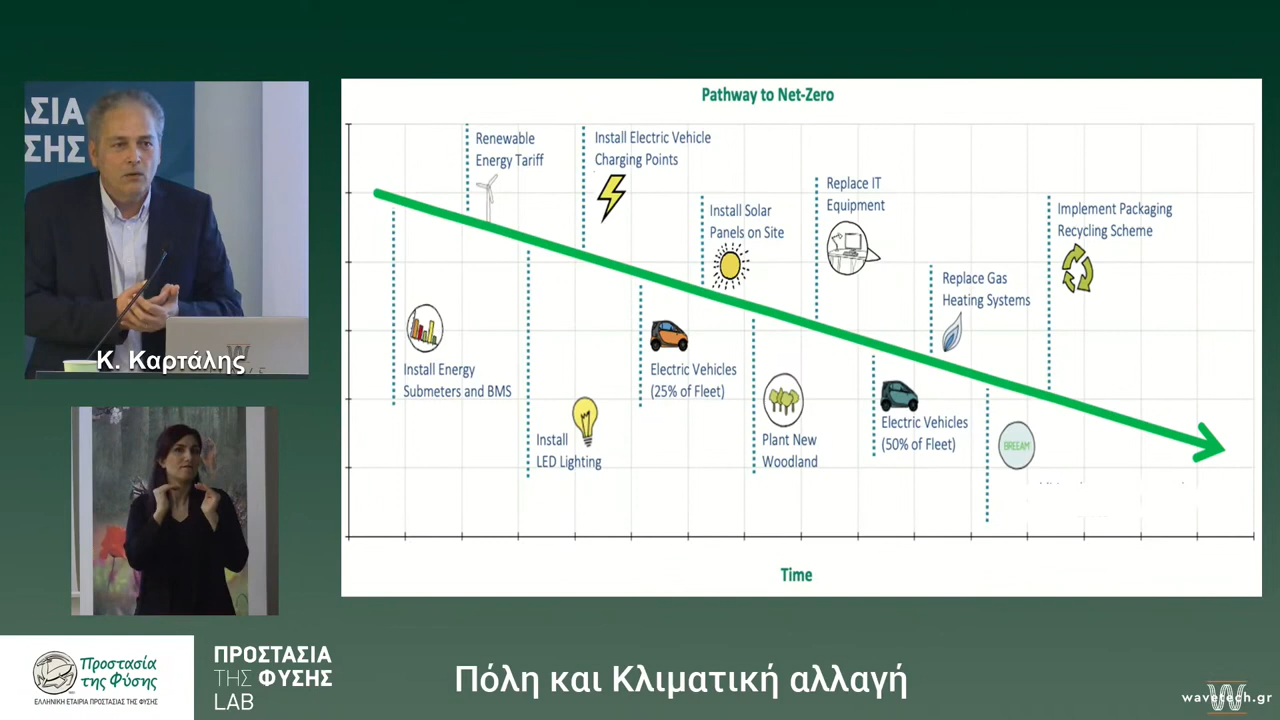 ΑΣΙΑ
ΣΗΣ
Κ. Καρτάλης
Pathway to Net-Zero
Renewable
Energy Tariff
Install Electric Vehicle
Charging Points
Install Solar
Panels on Site
Replace IT
Equipment
Implement Packaging
Recycling Scheme
Replace Gas
Heating Systems
Install Energy
Submeters and BMS
Install
LED Lighting
Electric Vehicles
(25% of Fleet)
Plant New
Woodland
Electric Vehicles
(50% of Fleet)
BREEAM
Time
Προστασία
της Φύσης
ΕΛΛΗΝΙΚΗ ΕΤΑΙΡΙΑ ΠΡΟΣΤΑΣΙΑΣ ΤΗΣ ΦΥΣΗΣ
ΠΡΟΣΤΑΣΙΑ
ΤΗΣ ΦΥΣΗΣ
LAB
Πόλη και Κλιματική αλλαγή
wavetech.gr